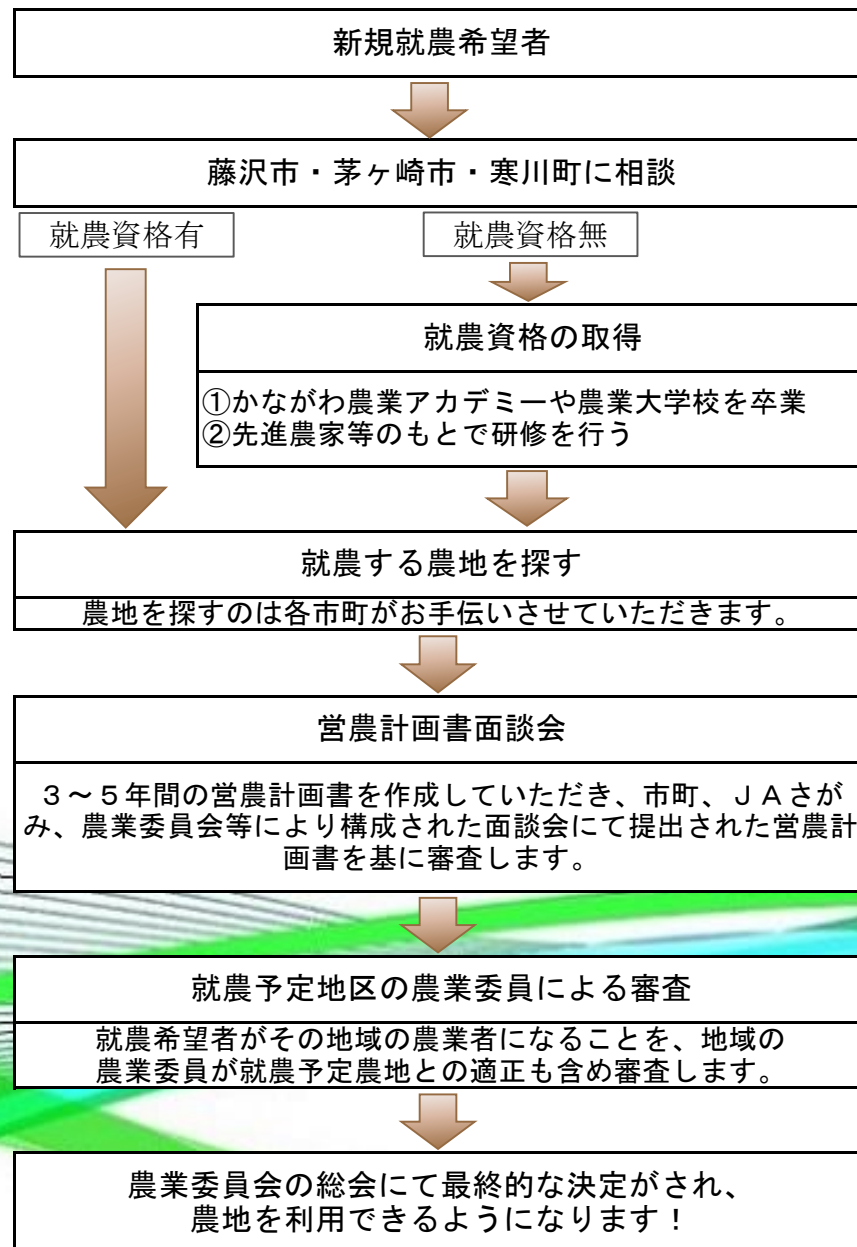 新規就農希望者
藤沢市・茅ヶ崎市・寒川町に相談
就農資格有
就農資格無
就農資格の取得
①かながわ農業アカデミーや農業大学校を卒業
②先進農家等のもとで研修を行う
就農する農地を探す
農地を探すのは各市町がお手伝いさせていただきます。
営農計画書面談会
３～５年間の営農計画書を作成していただき、市町、ＪＡさが
み、農業委員会等により構成された面談会にて提出された営農計
画書を基に審査します。
就農予定地区の農業委員による審査
就農希望者がその地域の農業者になることを、地域の
農業委員が就農予定農地との適正も含め審査します。
農業委員会の総会にて最終的な決定がされ、
農地を利用できるようになります！